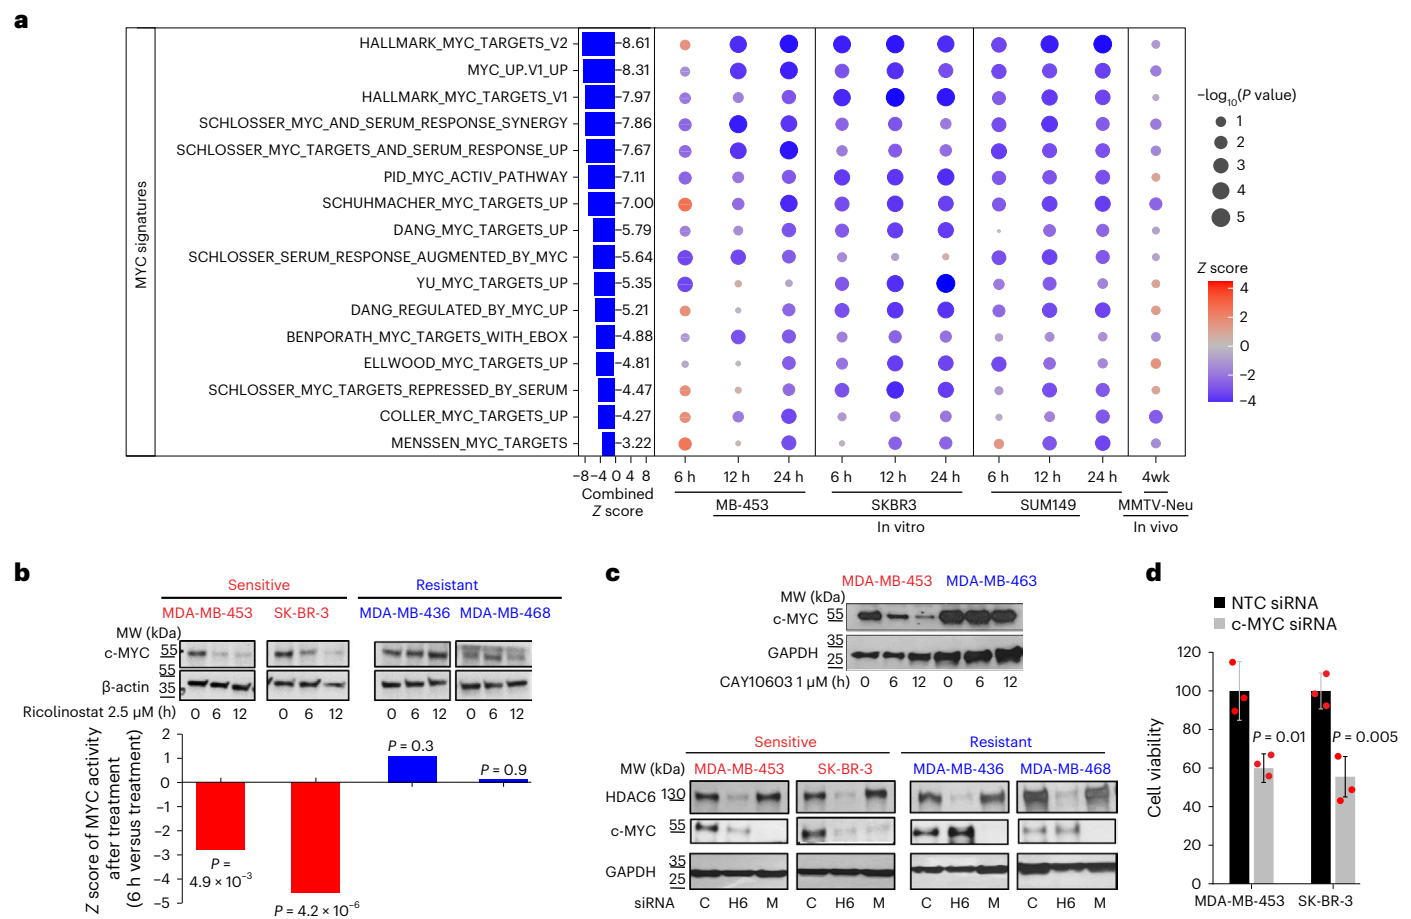 a
MYC signatures
HALLMARK_MYC_TARGETS_V2 −8.61
MYC_UP.V1_UP −8.31
HALLMARK_MYC_TARGETS_V1 −7.97
SCHLOSSER_MYC_AND_SERUM_RESPONSE_SYNERGY −7.86
SCHLOSSER_MYC_TARGETS_AND_SERUM_RESPONSE_UP −7.67
PID_MYC_ACTIV_PATHWAY −7.11
SCHUHMACHER_MYC_TARGETS_UP −7.00
DANG_MYC_TARGETS_UP −5.79
SCHLOSSER_SERUM_RESPONSE_AUGMENTED_BY_MYC −5.64
YU_MYC_TARGETS_UP −5.35
DANG_REGULATED_BY_MYC_UP −5.21
BENPORATH_MYC_TARGETS_WITH_EBOX −4.88
ELLWOOD_MYC_TARGETS_UP −4.81
SCHLOSSER_MYC_TARGETS_REPRESSED_BY_SERUM −4.47
COLLER_MYC_TARGETS_UP −4.27
MENSSEN_MYC_TARGETS −3.22
−8 −4 0 4 8
Combined
Z score
6 h 12 h 24 h 6 h 12 h 24 h 6 h 12 h 24 h 4wk
MB-453 SKBR3 SUM149 MMTV-Neu
In vitro In vivo
−log10(P value)
1
2
3
4
5
Z score
4
2
0
−2
−4
b
Sensitive Resistant
MDA-MB-453 SK-BR-3 MDA-MB-436 MDA-MB-468
MW (kDa)
c-MYC 55
55
β-actin 35
Ricolinostat 2.5 µM (h) 0 6 12 0 6 12 0 6 12 0 6 12
Z score of MYC activity
after treatment
(6 h versus treatment)
2
1
0
−1
−2
−3
−4
−5
P =
4.9 × 10−3
P = 4.2 × 10−6
P = 0.3
P = 0.9
c
MDA-MB-453 MDA-MB-463
MW (kDa)
c-MYC 55
35
GAPDH 25
CAY10603 1 µM (h) 0 6 12 0 6 12
Sensitive Resistant
MW (kDa) MDA-MB-453 SK-BR-3 MDA-MB-436 MDA-MB-468
HDAC6 130
c-MYC 55
35
GAPDH 25
siRNA C H6 M C H6 M C H6 M C H6 M
d
NTC siRNA
c-MYC siRNA
Cell viability
120
100
80
60
40
20
0
P = 0.01 P = 0.005
MDA-MB-453 SK-BR-3